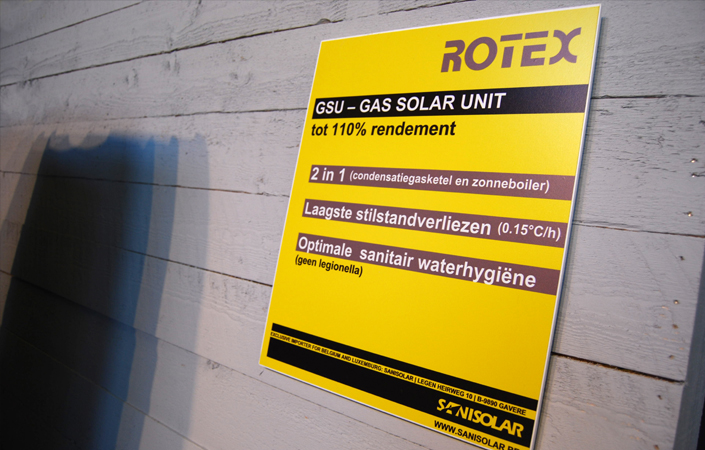 ROTEX
GSU – GAS SOLAR UNIT
tot 110% rendement
2 in 1 (condensatiegasketel en zonneboiler)
Laagste stilstandverliezen (0.15°C/h)
Optimale sanitair waterhygiëne
(geen legionella)
EXCLUSIVE IMPORTER FOR BELGIUM AND LUXEMBURG: SANISOLAR | LEGEN HEIRWEG 10 | B-9890 GAVERE
SANISOLAR
WWW.SANISOLAR.BE